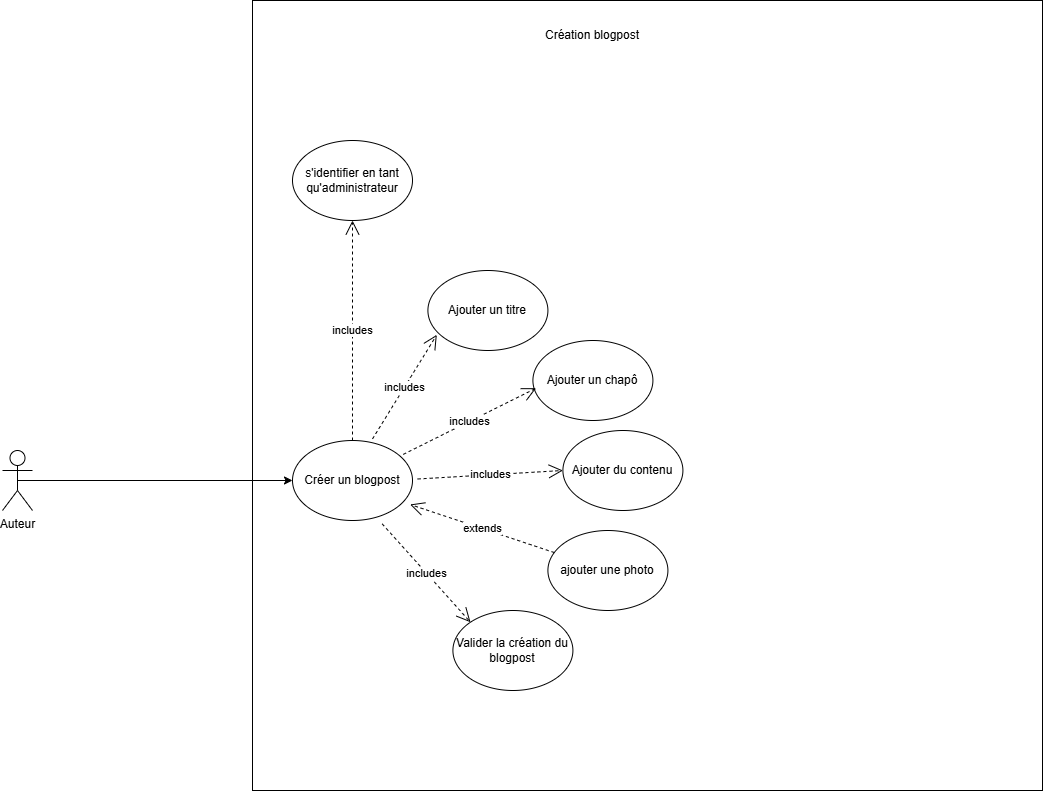 Création blogpost
s'identifier en tant
qu'administrateur
Ajouter un titre
includes
Ajouter un chapô
includes
includes
Ajouter du contenu
includes
Créer un blogpost
Auteur
extends
ajouter une photo
includes
Valider la création du
blogpost